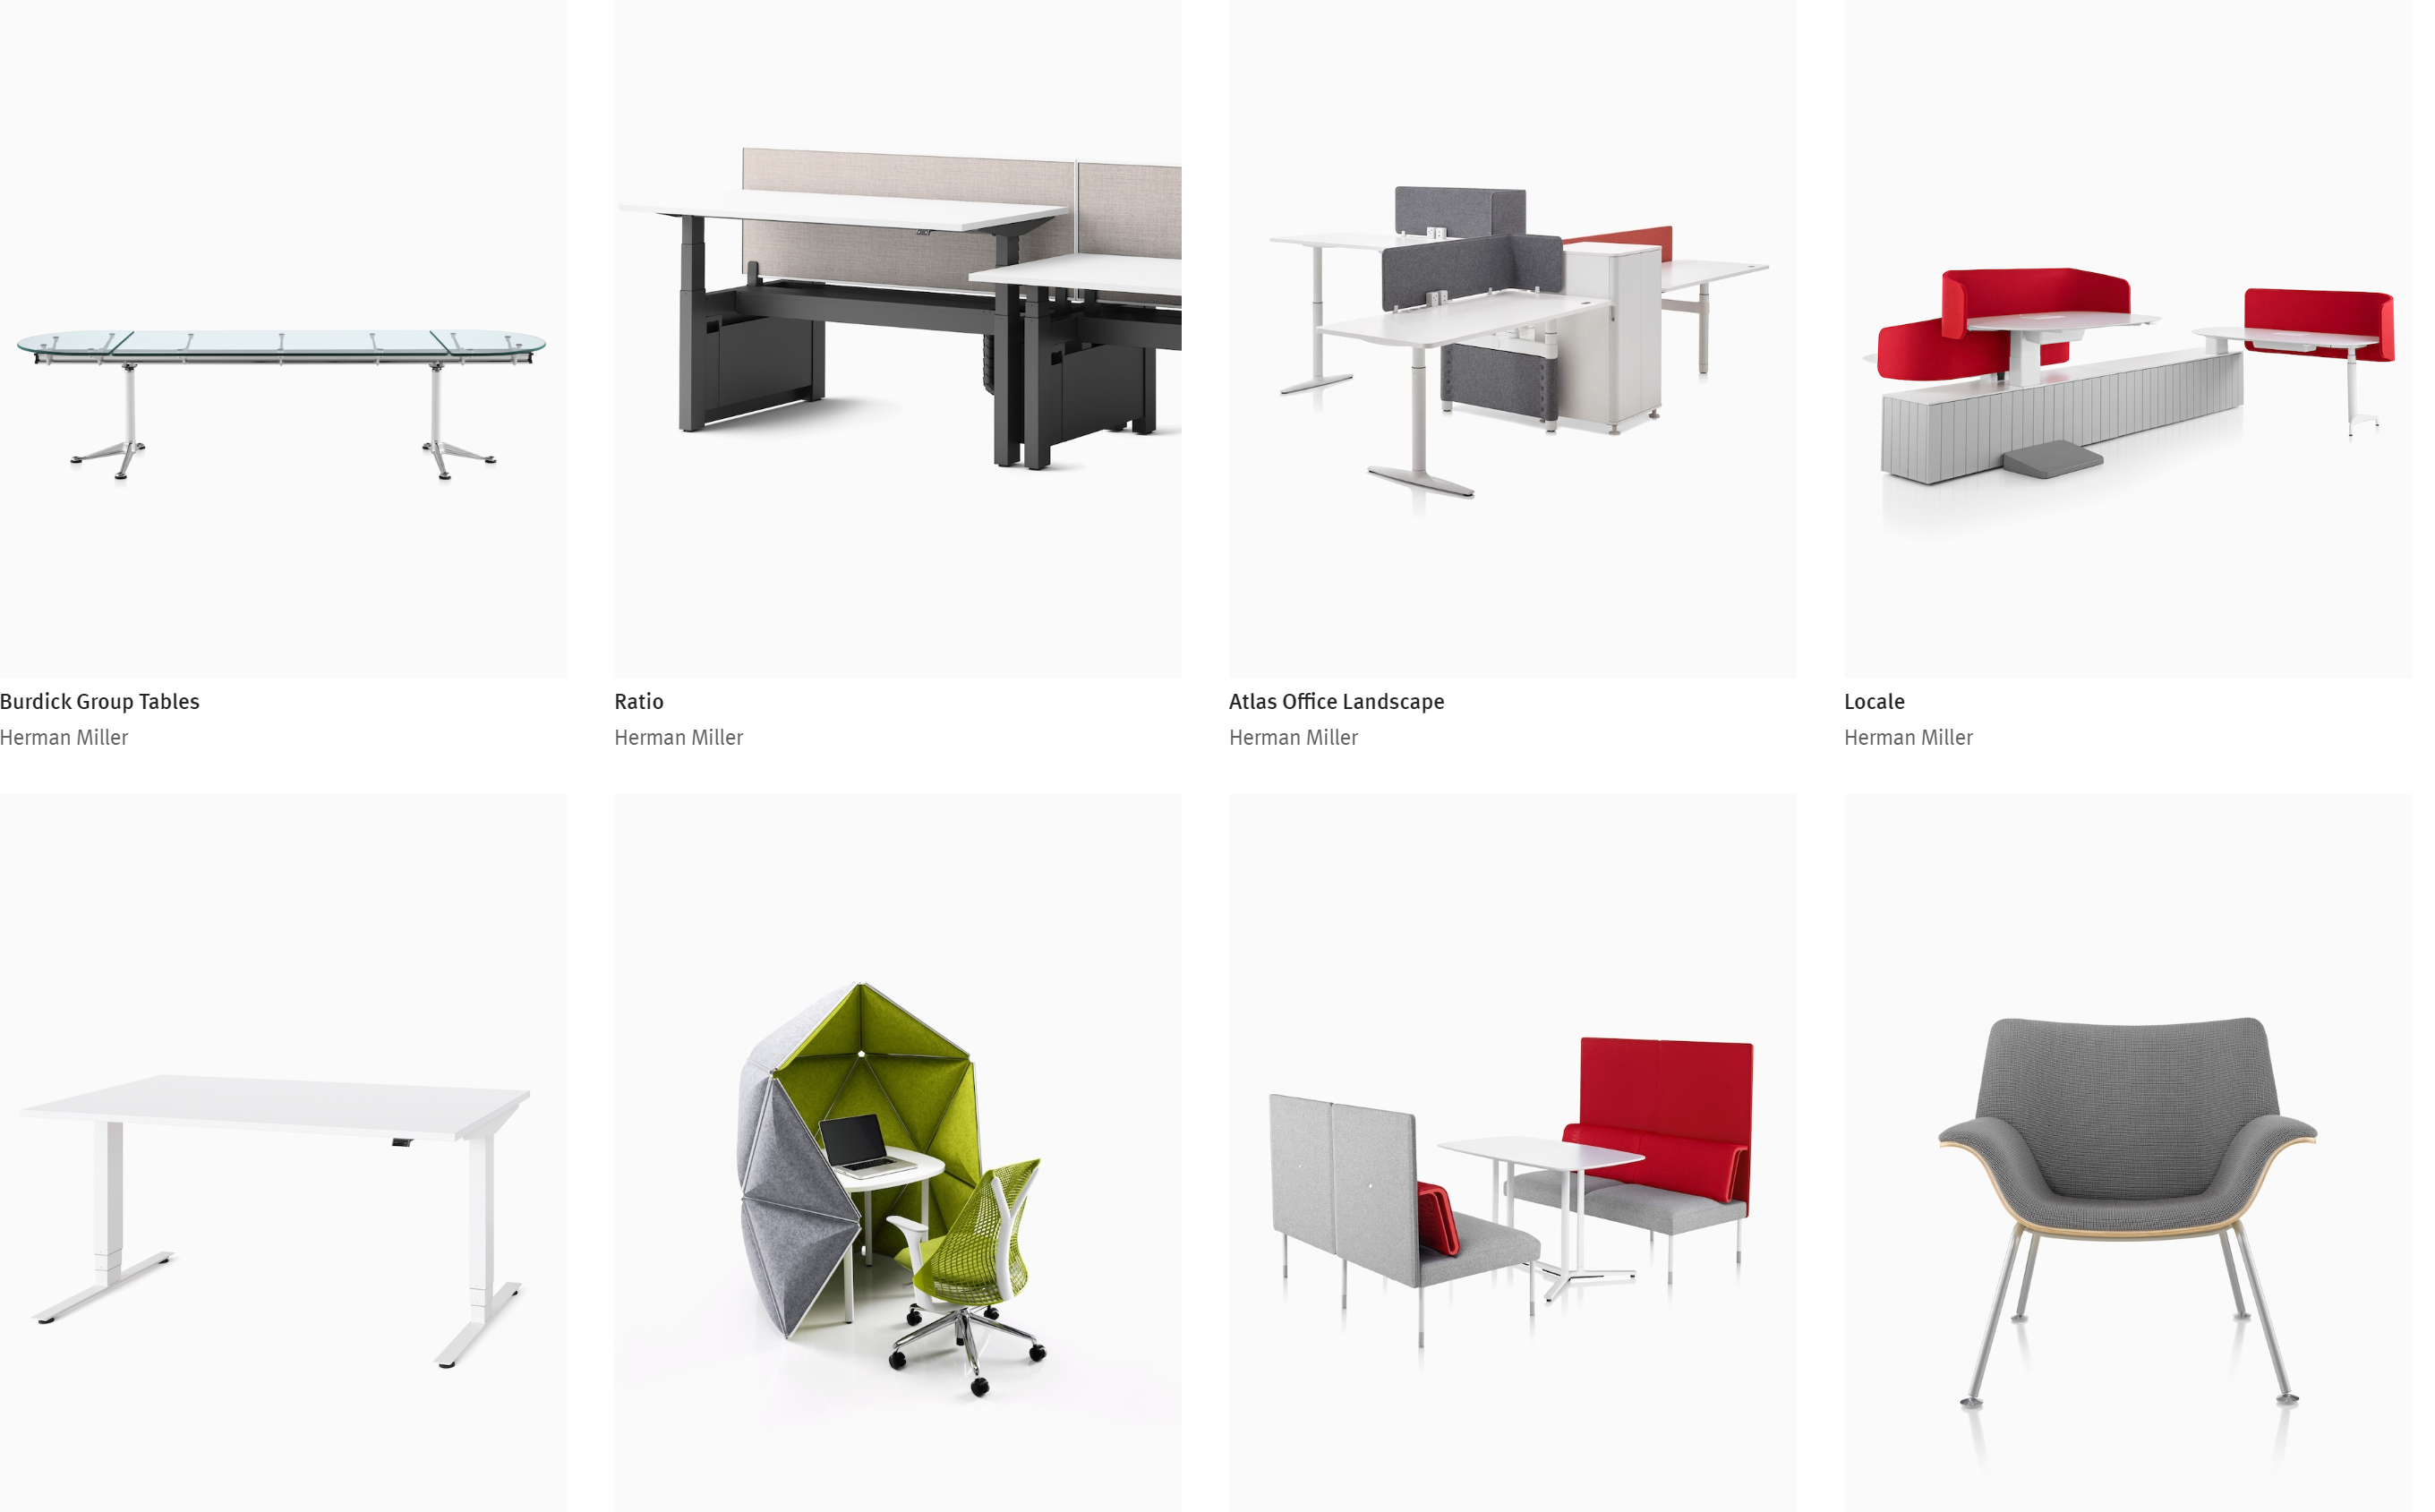 Burdick Group Tables
Herman Miller
Ratio
Herman Miller
Atlas Office Landscape
Herman Miller
Locale
Herman Miller